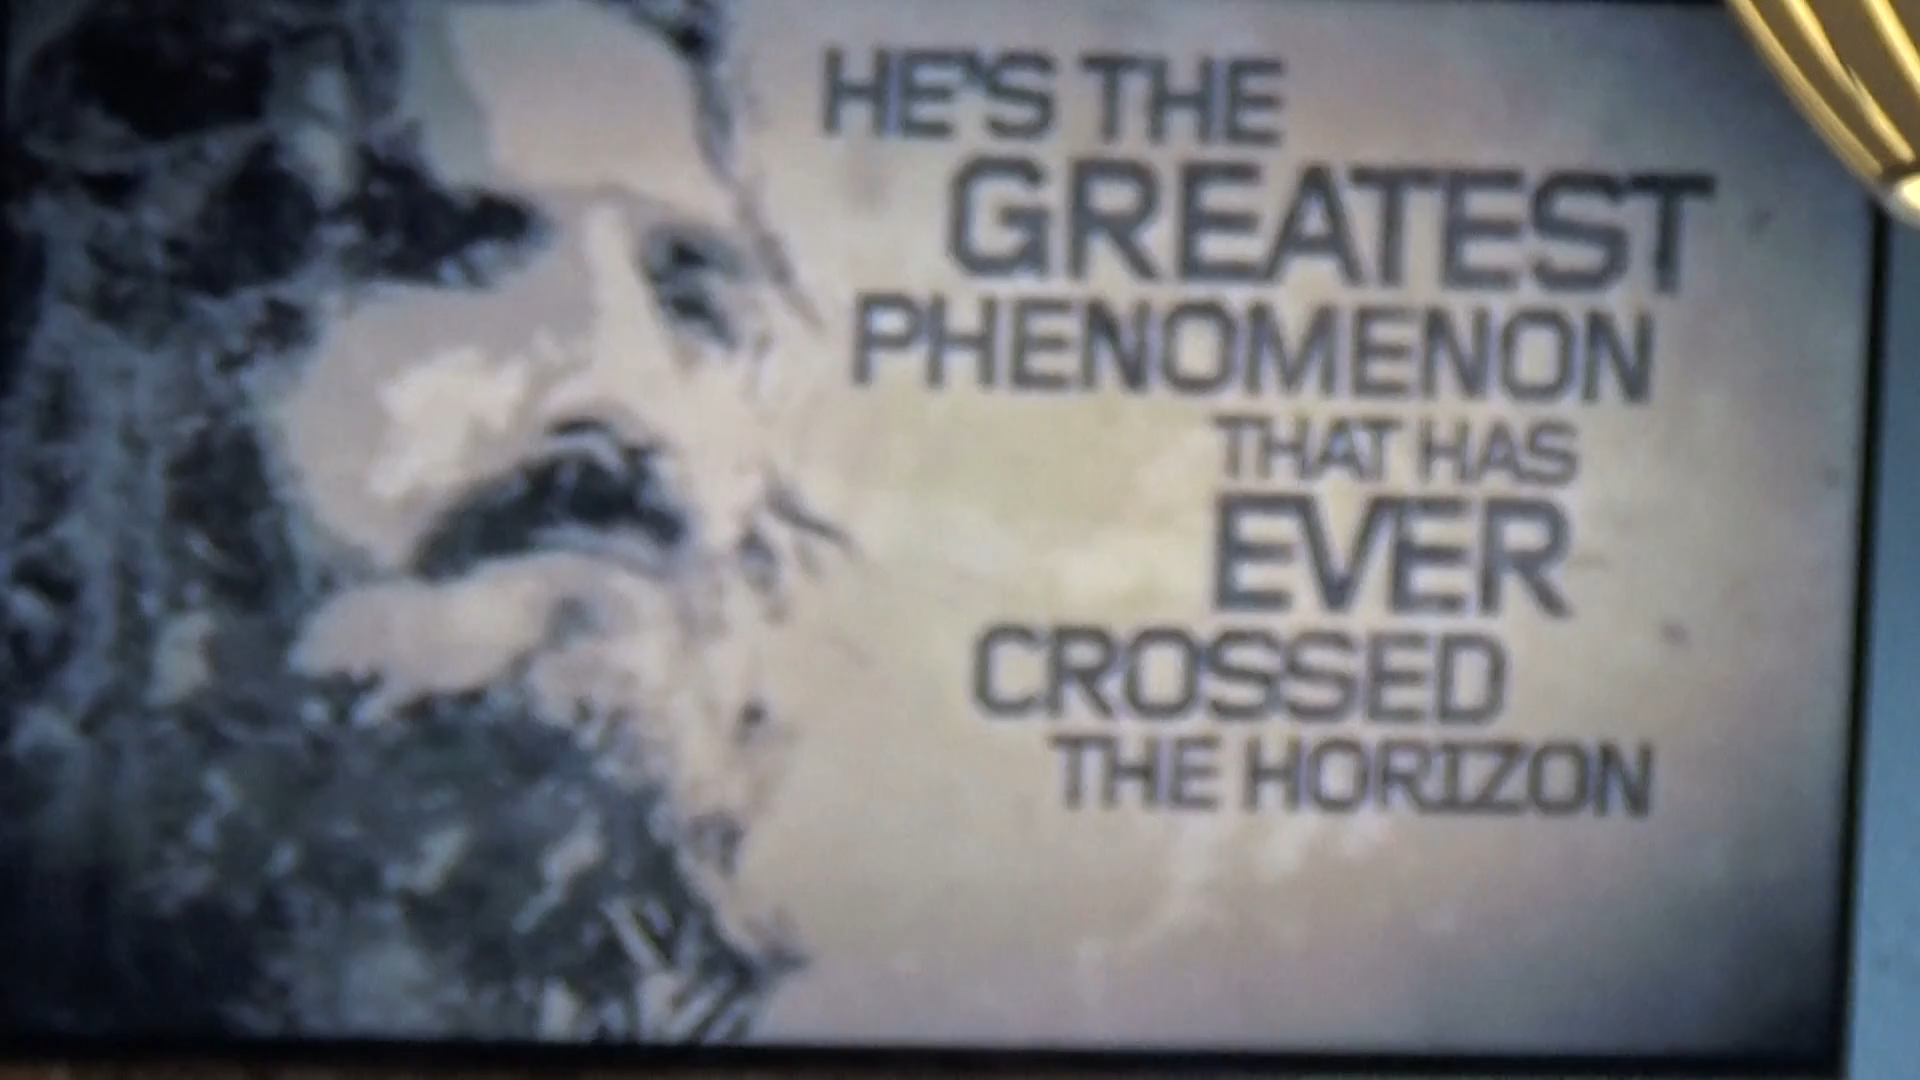 HE'S THE
GREATEST
PHENOMENON
THAT HAS
EVER
CROSSED
THE HORIZON